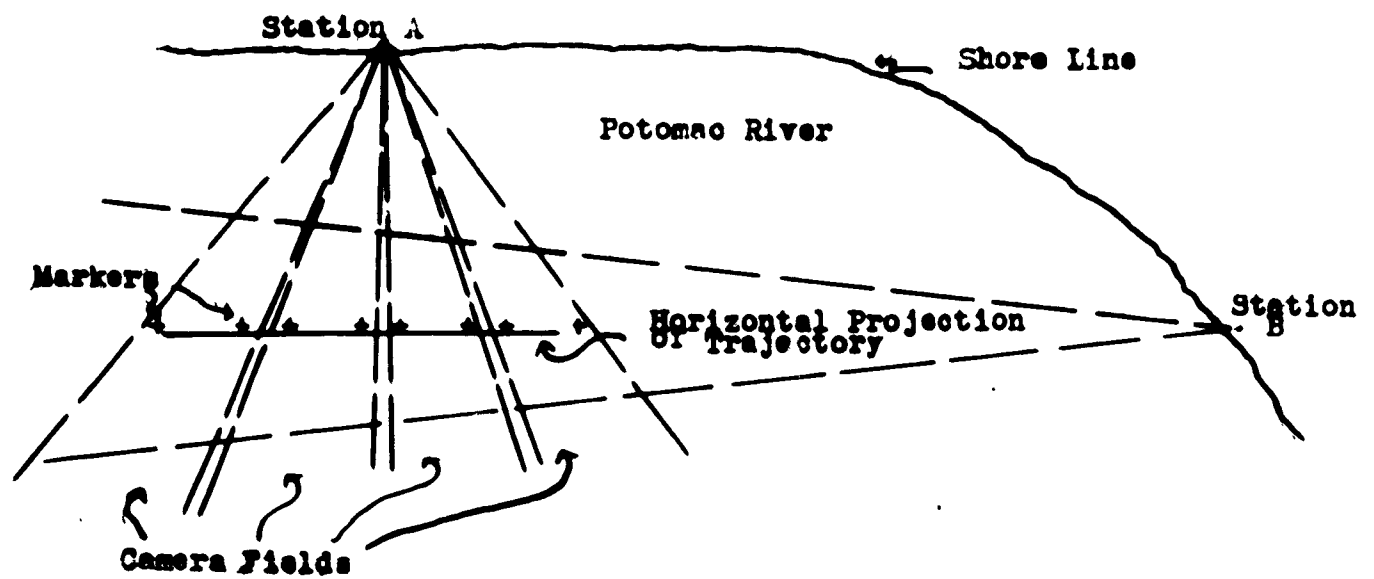 Station A
Shore Line
Potomac River
Markers
Station
B
Horizontal Projection
of Trajectory
Camera Fields